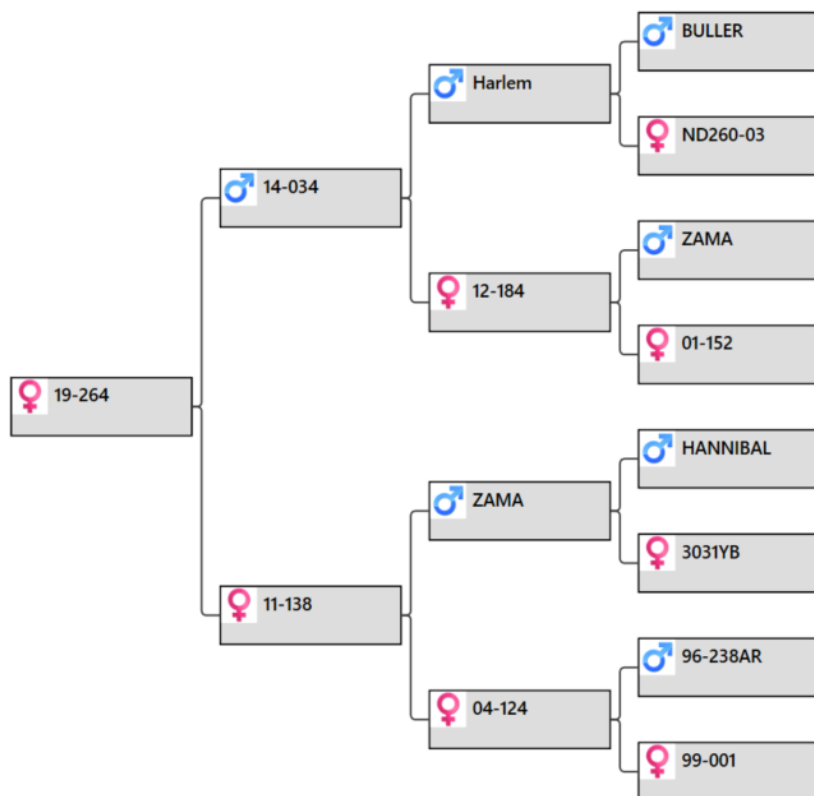 BULLER
Harlem
ND260-03
14-034
ZAMA
12-184
01-152
19-264
HANNIBAL
ZAMA
3031YB
11-138
96-238AR
04-124
99-001